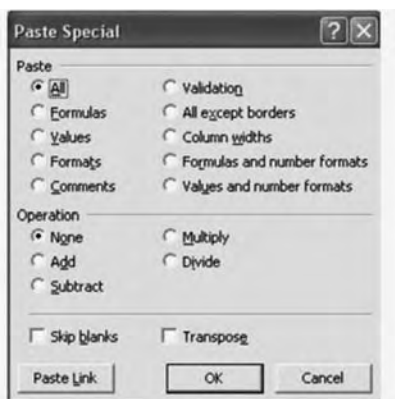 Paste Special
Paste
All
Validation
Formulas
All except borders
Values
Column widths
Formats
Formulas and number formats
Comments
Values and number formats
Operation
None
Multiply
Add
Divide
Subtract
Skip blanks
Transpose
Paste Link
OK
Cancel